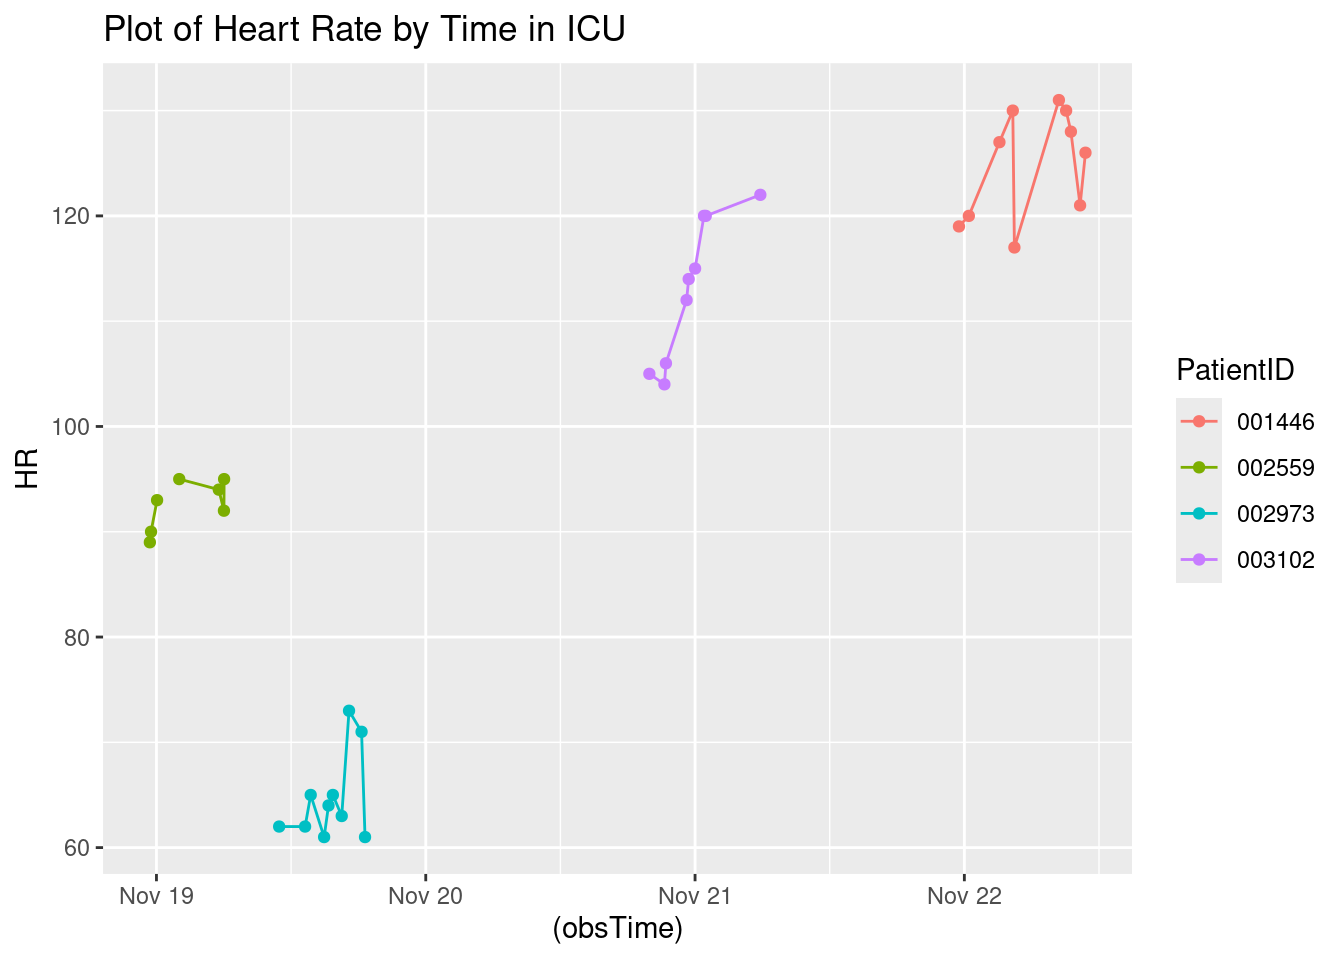 Plot of Heart Rate by Time in ICU
120
100
80
60
HR
Nov 19 Nov 20 Nov 21 Nov 22
(obsTime)
PatientID
001446
002559
002973
003102